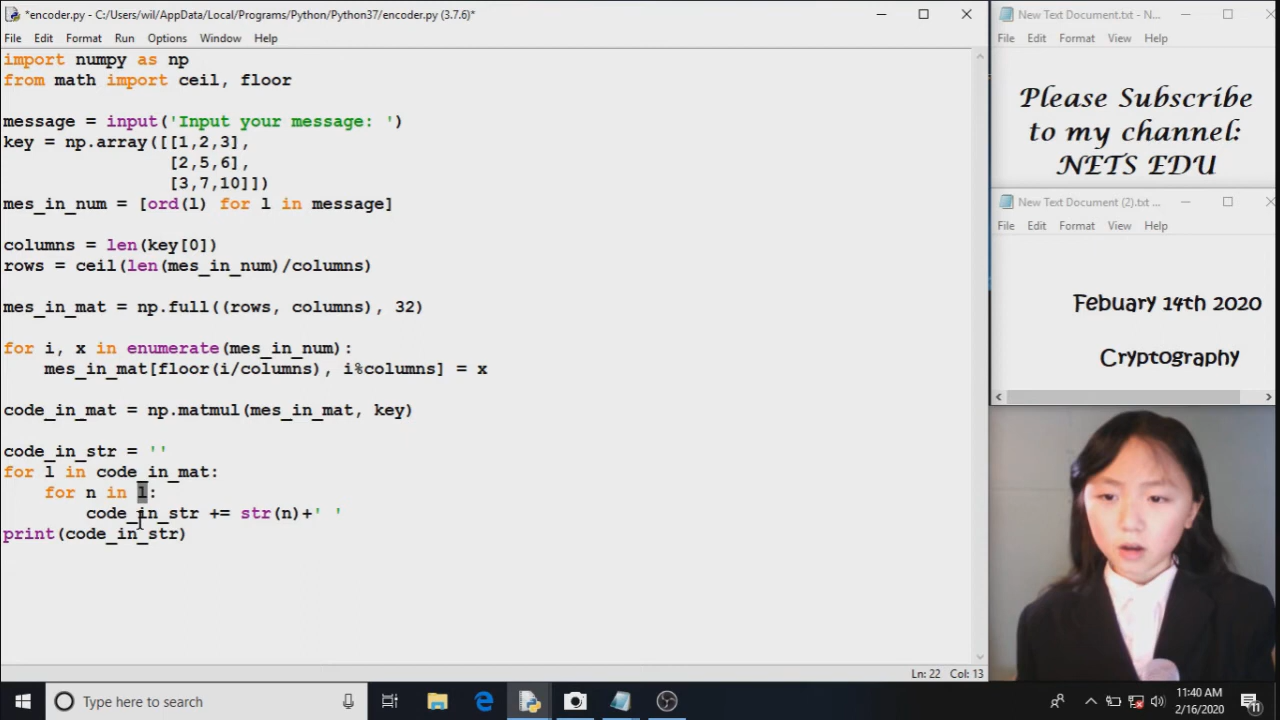 *encoder.py - C:/Users/wil/AppData/Local/Programs/Python/Python37/encoder.py (3.7.6)*
File Edit Format Run Options Window Help
import numpy as np
from math import ceil, floor
message = input('Input your message: ')
key = np.array([[1,2,3],
[2,5,6],
[3,7,10]])
mes_in_num = [ord(l) for l in message]
columns = len(key[0])
rows = ceil(len(mes_in_num)/columns)
mes_in_mat = np.full((rows, columns), 32)
for i, x in enumerate(mes_in_num):
mes_in_mat[floor(i/columns), i%columns] = x
code_in_mat = np.matmul(mes_in_mat, key)
code_in_str = ''
for l in code_in_mat:
for n in l:
code_in_str += str(n)+' '
print(code_in_str)
Ln: 22 Col: 13
New Text Document.txt - N...
File Edit Format View Help
Please Subscribe
to my channel:
NETS EDU
New Text Document (2).txt ...
File Edit Format View Help
Febuary 14th 2020
Cryptography
Type here to search
11:40 AM
2/16/2020
11